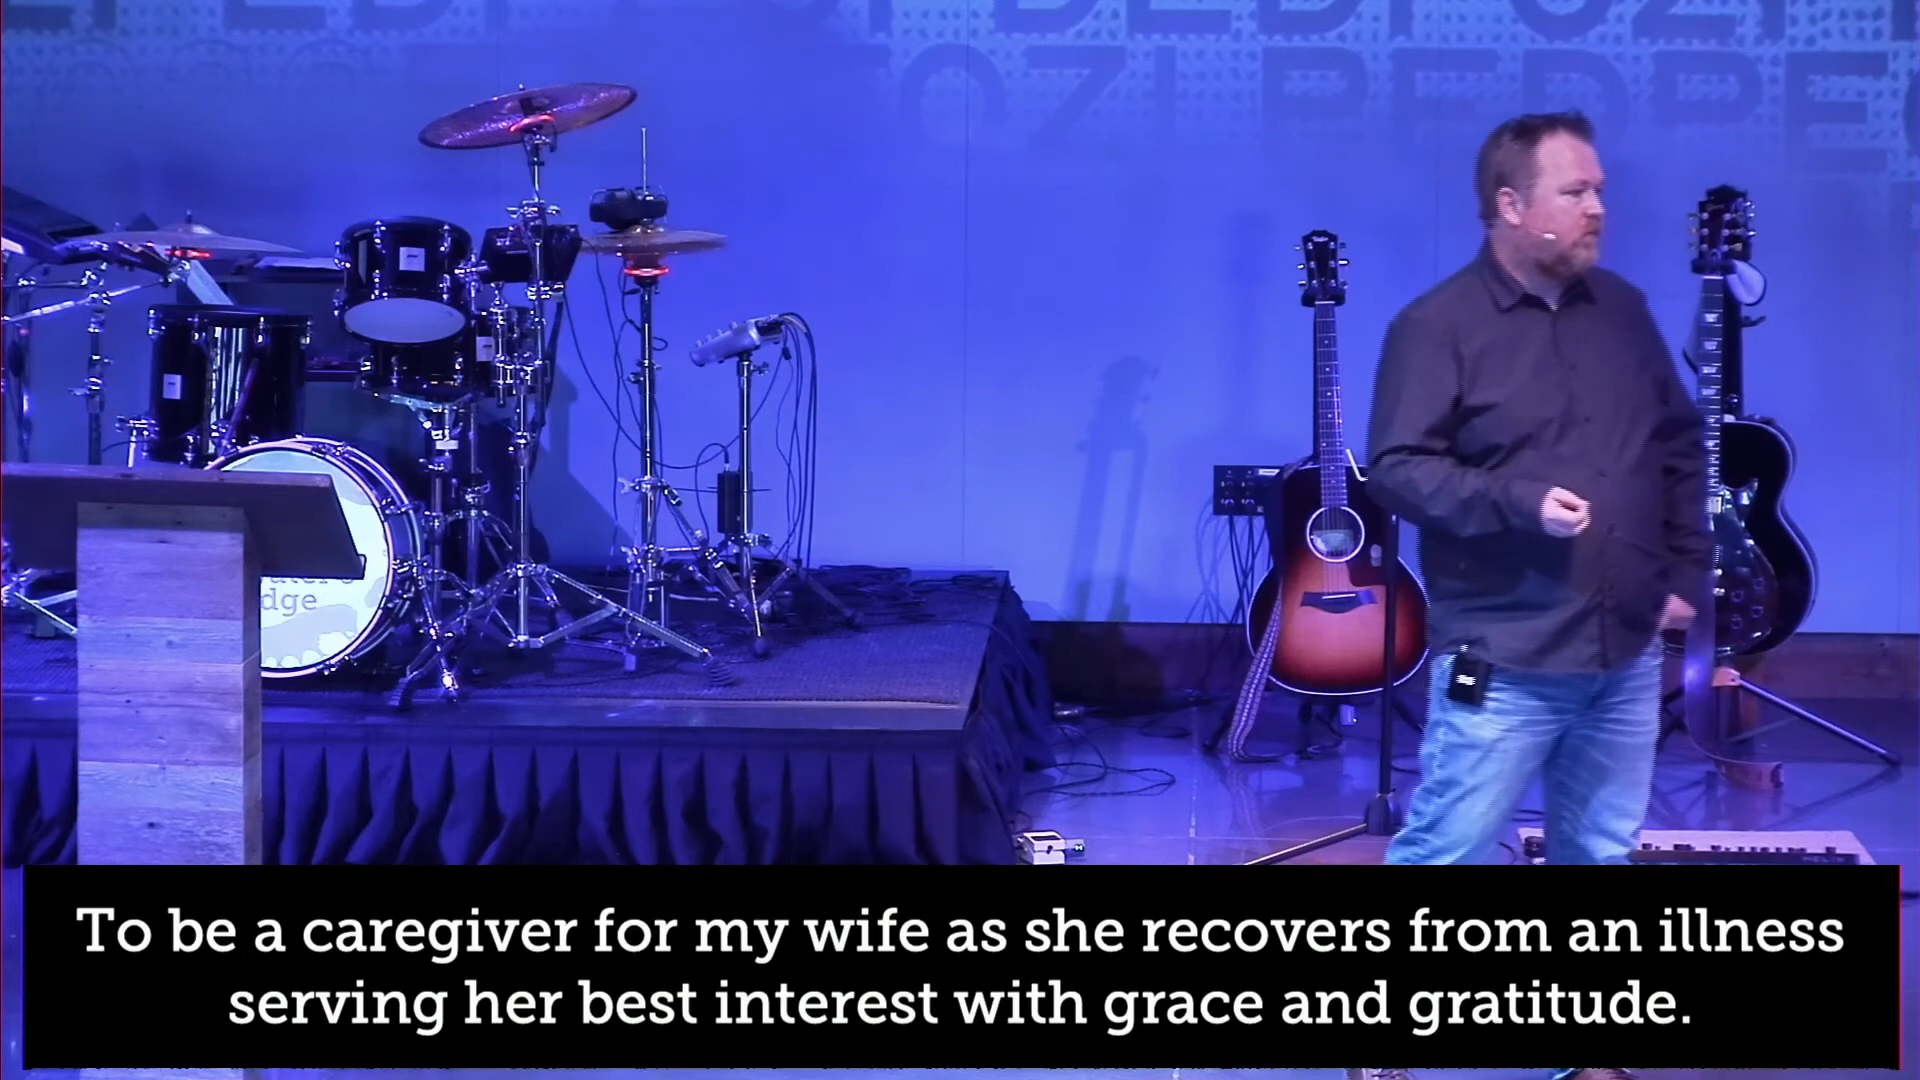 dge
To be a caregiver for my wife as she recovers from an illness
serving her best interest with grace and gratitude.